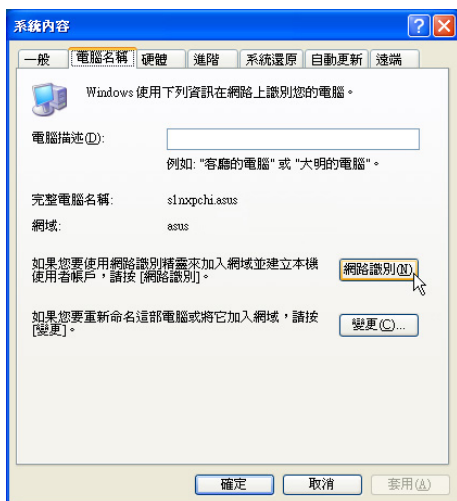 系統內容
一般 電腦名稱 硬體 進階 系統還原 自動更新 遠端
Windows 使用下列資訊在網路上識別您的電腦。
電腦描述(D):
例如: "客廳的電腦" 或 "大明的電腦"。
完整電腦名稱: s1nxpchi.asus
網域: asus
如果您要使用網路識別精靈來加入網域並建立本機
使用者帳戶，請按 [網路識別]。
網路識別(N)
如果您要重新命名這部電腦或將它加入網域，請按
[變更]。
變更(C)...
確定 取消 套用(A)